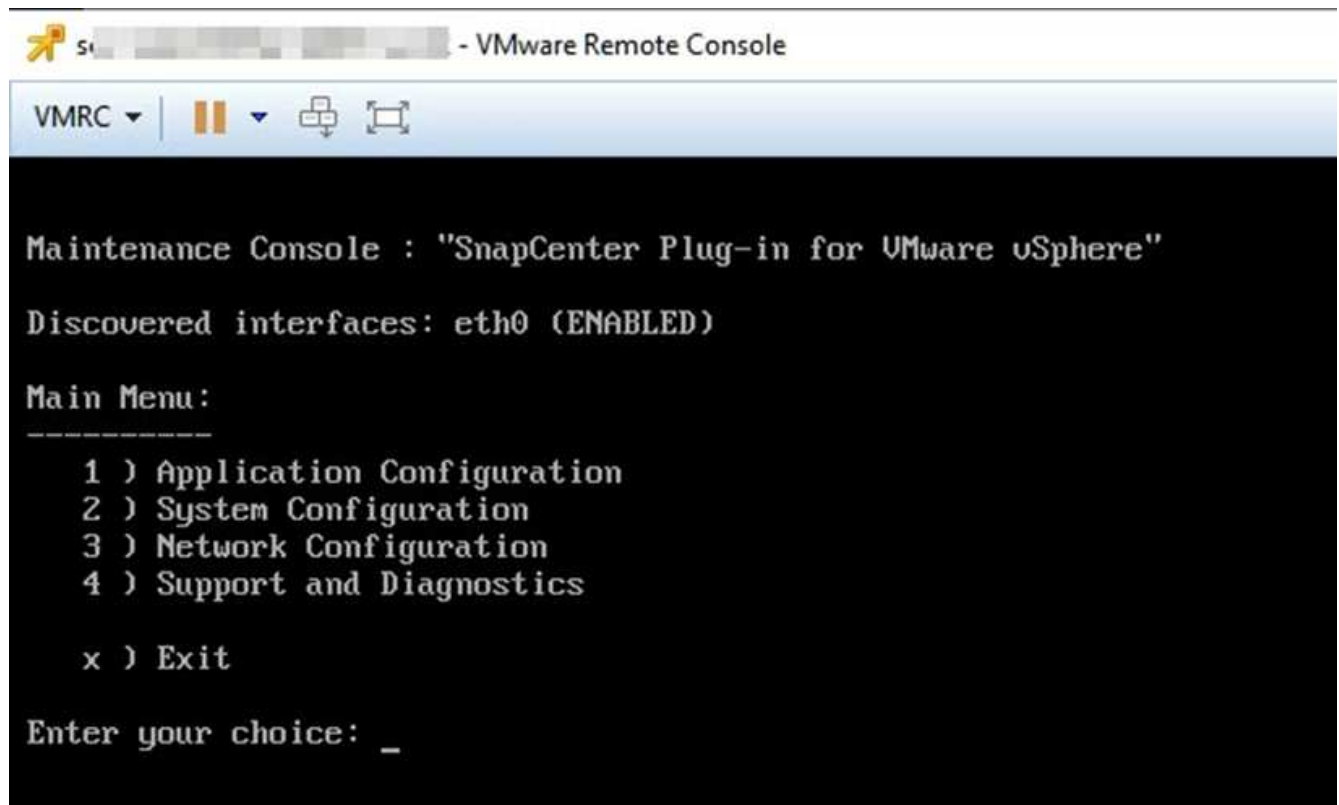 - VMware Remote Console
VMRC
Maintenance Console : "SnapCenter Plug-in for VMware vSphere"
Discovered interfaces: eth0 (ENABLED)
Main Menu:
----------
1 ) Application Configuration
2 ) System Configuration
3 ) Network Configuration
4 ) Support and Diagnostics
x ) Exit
Enter your choice: _